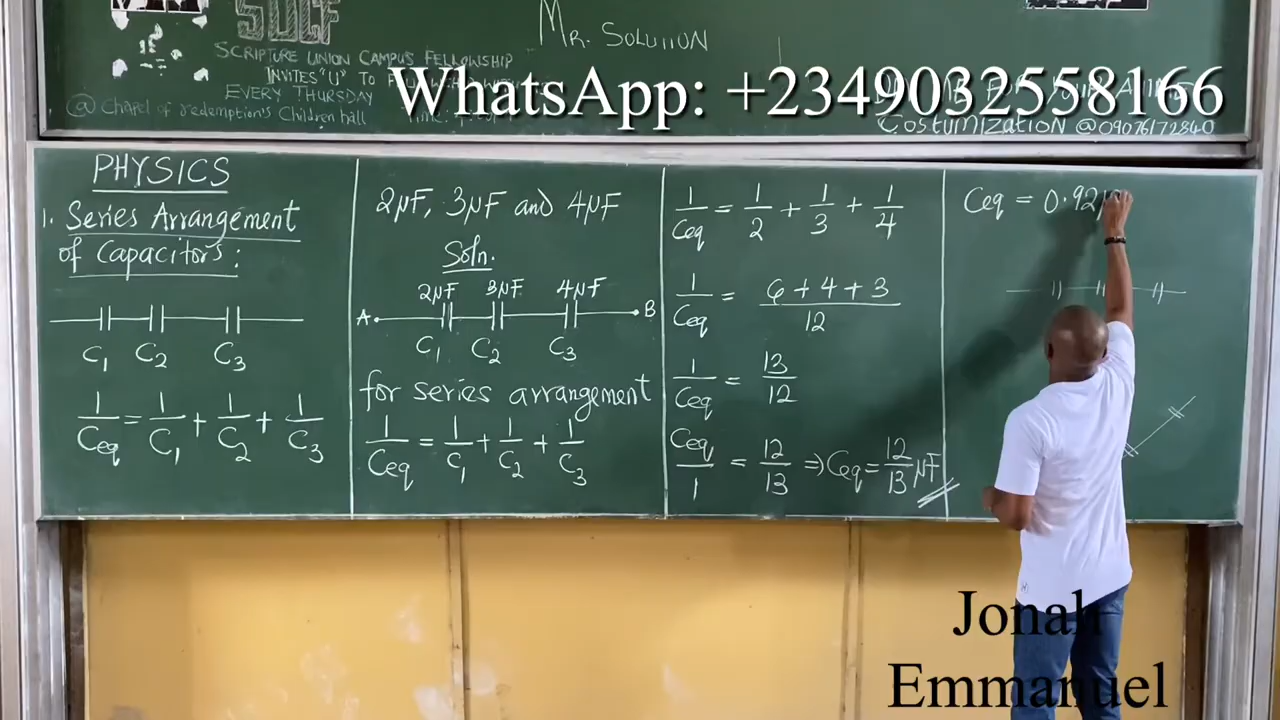 SUCF
MR. SOLUTION
SCRIPTURE UNION CAMPUS FELLOWSHIP
INVITES "U" TO
EVERY THURSDAY
@ Chapel of redemption's Children hall
WhatsApp: +2349032558166
Costumization @09076172840
PHYSICS
1. Series Arrangement
of Capacitors:
C₁ C₂ C₃
1/Ceq = 1/C₁ + 1/C₂ + 1/C₃
2μF, 3μF and 4μF
Soln.
2μF 3μF 4μF
A B
C₁ C₂ C₃
for series arrangement
1/Ceq = 1/C₁ + 1/C₂ + 1/C₃
1/Ceq = 1/2 + 1/3 + 1/4
1/Ceq = 6 + 4 + 3/12
1/Ceq = 13/12
Ceq/1 = 12/13 ⇒ Ceq = 12/13 μF
Ceq = 0.92μ
Jonah
Emmanuel